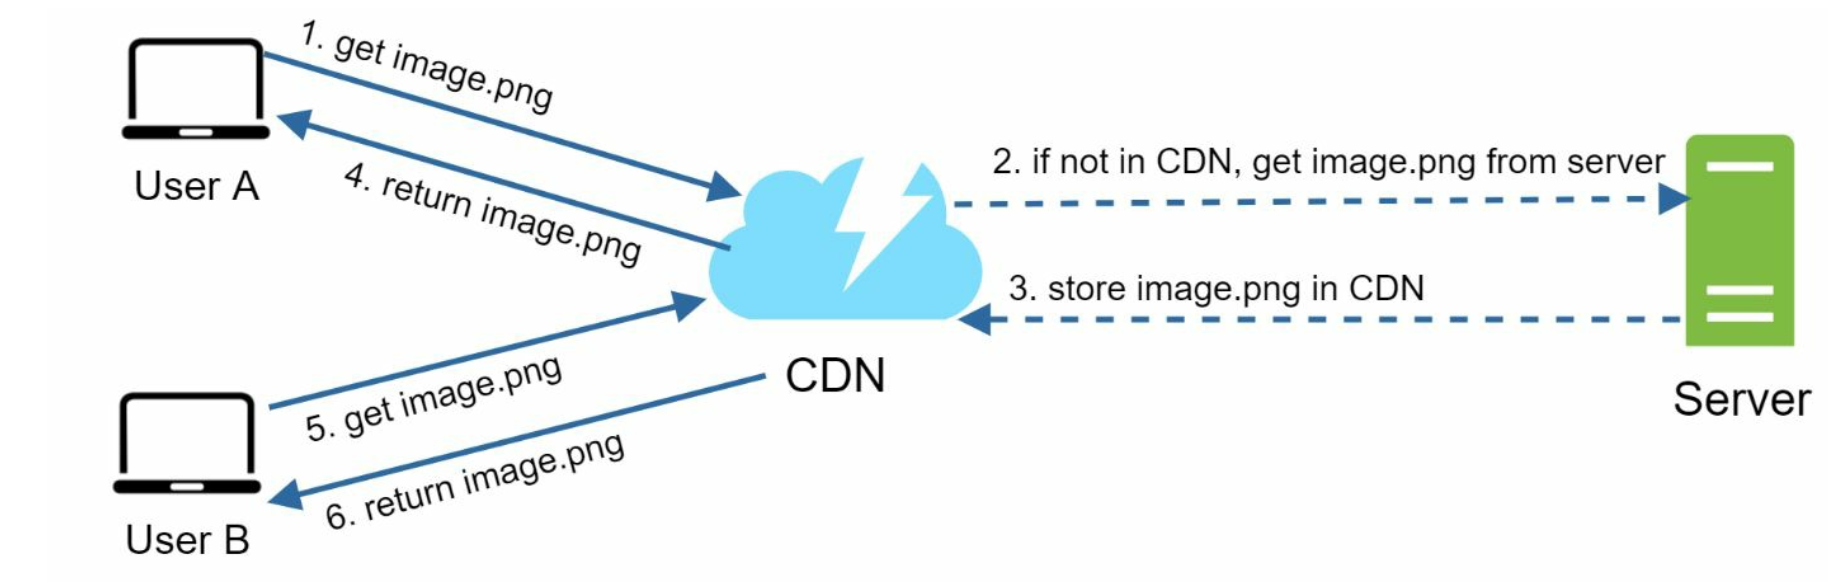 1. get image.png
User A
4. return image.png
2. if not in CDN, get image.png from server
3. store image.png in CDN
CDN
Server
5. get image.png
6. return image.png
User B